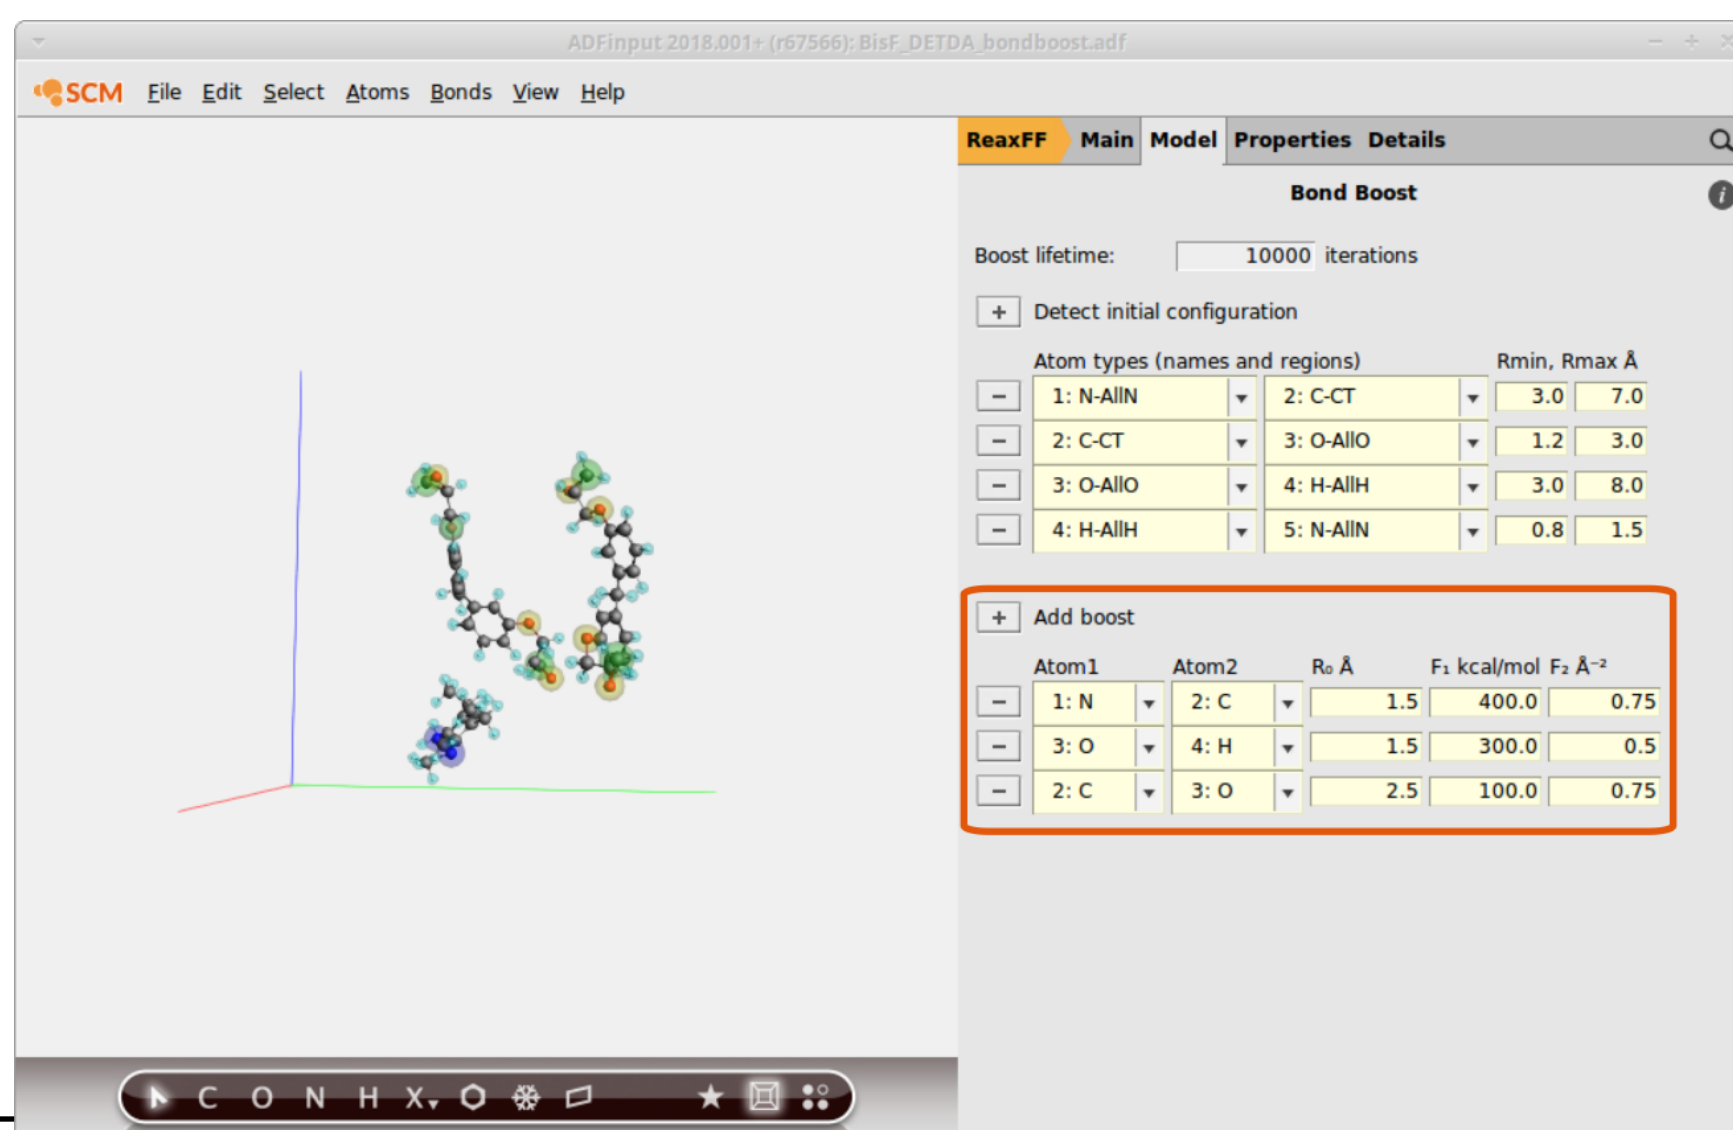 ADFinput 2018.001+ (r67566): BisF_DETDA_bondboost.adf
SCM File Edit Select Atoms Bonds View Help
ReaxFF Main Model Properties Details
Bond Boost
Boost lifetime: 10000 iterations
+ Detect initial configuration
Atom types (names and regions) Rmin, Rmax Å
− 1: N-AllN 2: C-CT 3.0 7.0
− 2: C-CT 3: O-AllO 1.2 3.0
− 3: O-AllO 4: H-AllH 3.0 8.0
− 4: H-AllH 5: N-AllN 0.8 1.5
+ Add boost
Atom1 Atom2 R₀ Å F₁ kcal/mol F₂ Å⁻²
− 1: N 2: C 1.5 400.0 0.75
− 3: O 4: H 1.5 300.0 0.5
− 2: C 3: O 2.5 100.0 0.75
C O N H X